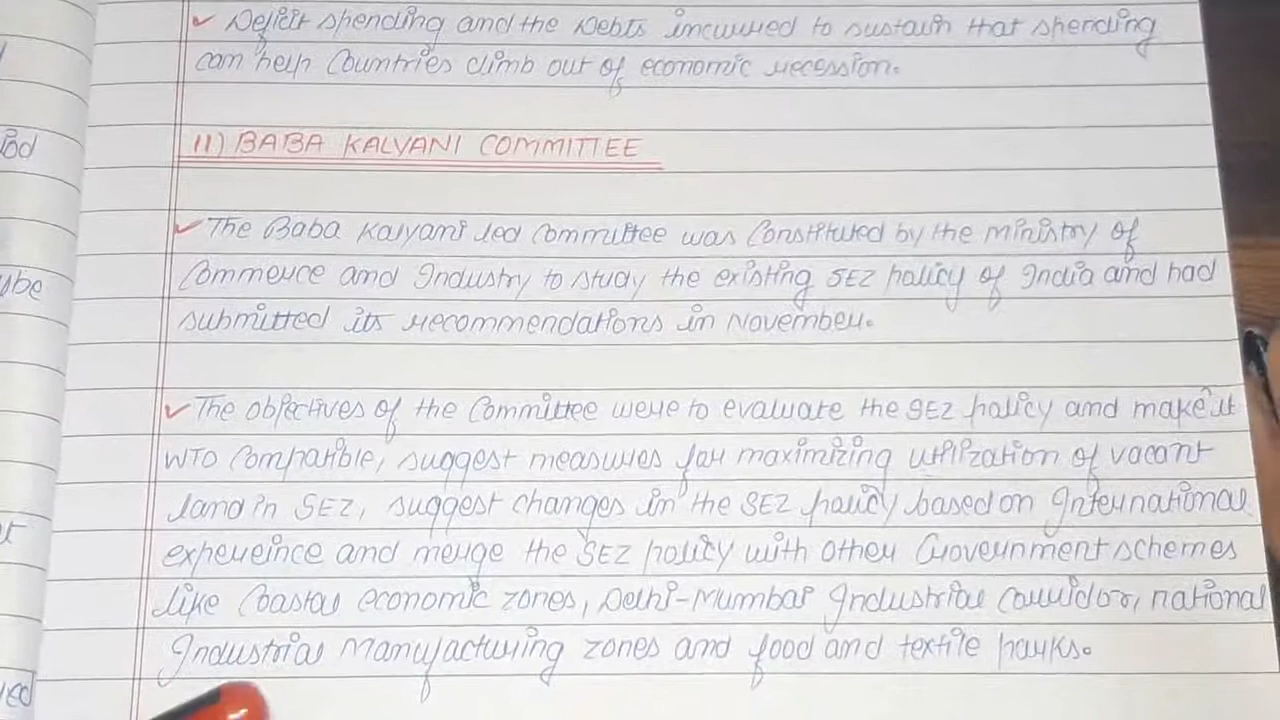 ✓ Deficit spending and the Debts incurred to sustain that spending
can help Countries climb out of economic recession.
11) BABA KALYANI COMMITTEE
✓ The Baba Kalyani led Committee was Constituted by the ministry of
Commerce and Industry to study the existing SEZ policy of India and had
submitted its recommendations in November.
✓ The objectives of the Committee were to evaluate the SEZ policy and make it
WTO Compatible, suggest measures for maximizing utilization of vacant
land in SEZ, suggest changes in the SEZ policy based on International
expereince and merge the SEZ policy with other Government schemes
like Coastal economic zones, Delhi-Mumbai Industrial Corridor, national
Industrial Manufacturing zones and food and textile parks.